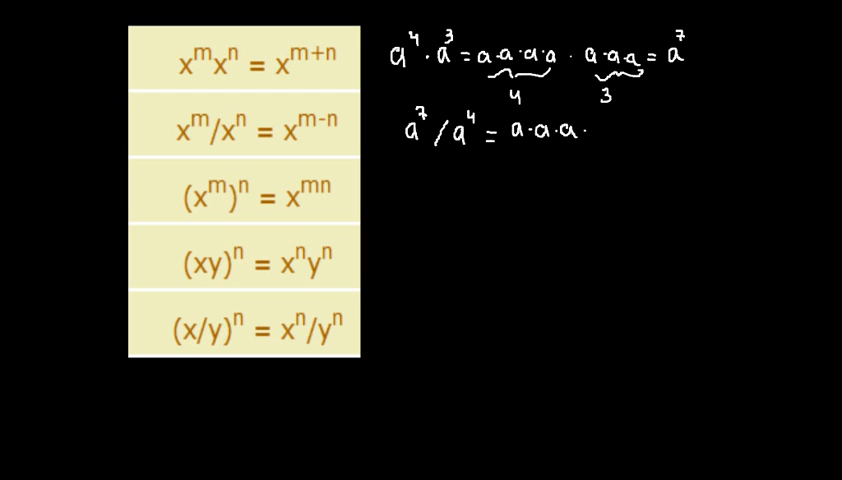 xᵐxⁿ = xᵐ⁺ⁿ
xᵐ/xⁿ = xᵐ⁻ⁿ
(xᵐ)ⁿ = xᵐⁿ
(xy)ⁿ = xⁿyⁿ
(x/y)ⁿ = xⁿ/yⁿ
a⁴ · a³ = a·a·a·a · a·a·a = a⁷
4 3
a⁷ / a⁴ = a·a·a·